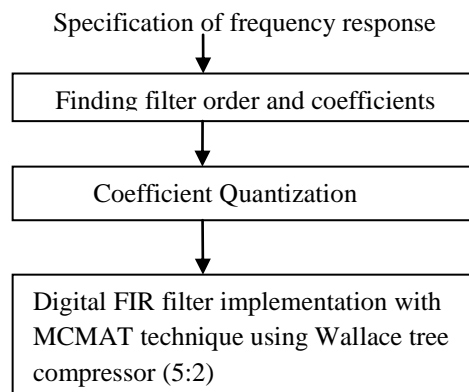 Specification of frequency response
Finding filter order and coefficients
Coefficient Quantization
Digital FIR filter implementation with
MCMAT technique using Wallace tree
compressor (5:2)